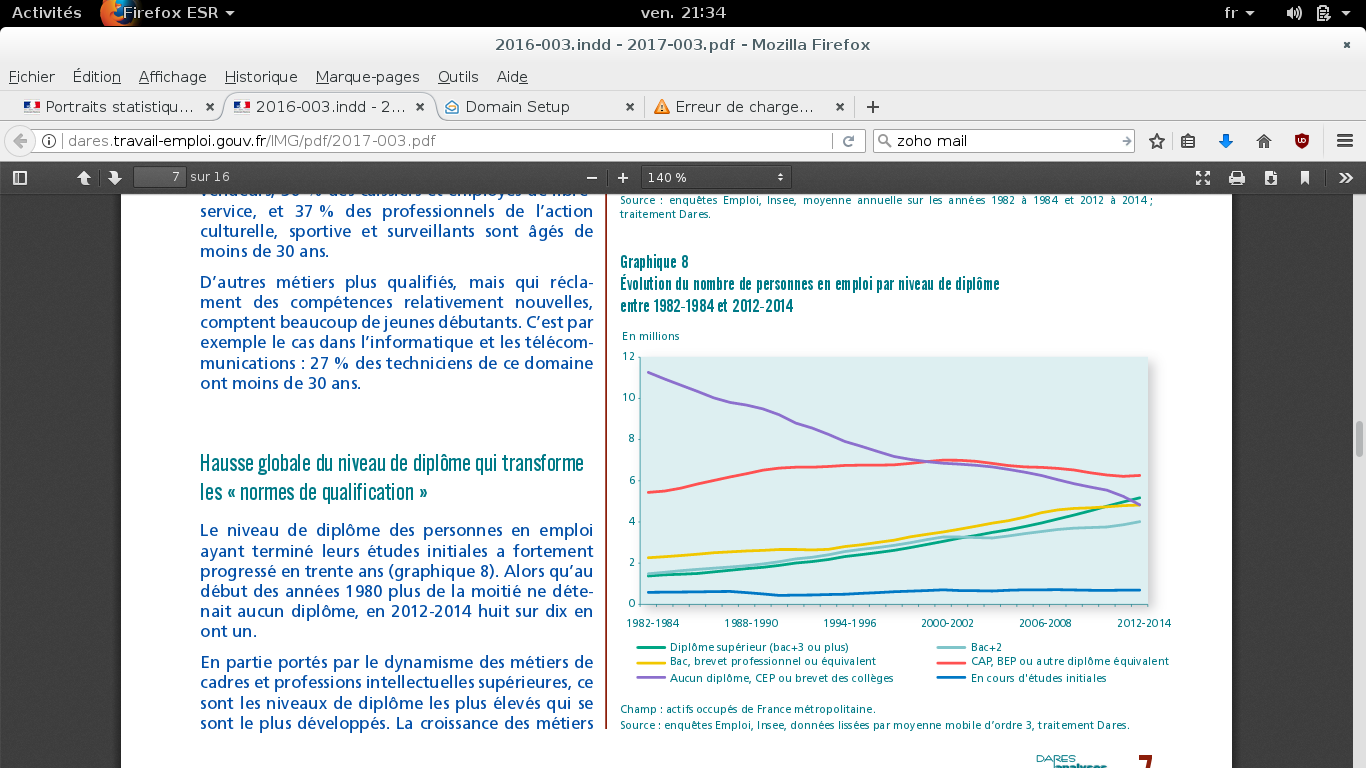 Activités
Firefox ESR
ven. 21:34
fr
2016-003.indd - 2017-003.pdf - Mozilla Firefox
Fichier Édition Affichage Historique Marque-pages Outils Aide
Portraits statistiqu…
2016-003.indd - 2…
Domain Setup
Erreur de charge…
dares.travail-emploi.gouv.fr/IMG/pdf/2017-003.pdf
zoho mail
7 sur 16
140 %
service, et 37 % des professionnels de l’action
culturelle, sportive et surveillants sont âgés de
moins de 30 ans.
D’autres métiers plus qualifiés, mais qui récla-
ment des compétences relativement nouvelles,
comptent beaucoup de jeunes débutants. C’est par
exemple le cas dans l’informatique et les télécom-
munications : 27 % des techniciens de ce domaine
ont moins de 30 ans.
Hausse globale du niveau de diplôme qui transforme
les « normes de qualification »
Le niveau de diplôme des personnes en emploi
ayant terminé leurs études initiales a fortement
progressé en trente ans (graphique 8). Alors qu’au
début des années 1980 plus de la moitié ne déte-
nait aucun diplôme, en 2012-2014 huit sur dix en
ont un.
En partie portés par le dynamisme des métiers de
cadres et professions intellectuelles supérieures, ce
sont les niveaux de diplôme les plus élevés qui se
sont le plus développés. La croissance des métiers
Source : enquêtes Emploi, Insee, moyenne annuelle sur les années 1982 à 1984 et 2012 à 2014 ;
traitement Dares.
Graphique 8
Évolution du nombre de personnes en emploi par niveau de diplôme
entre 1982-1984 et 2012-2014
En millions
12
10
8
6
4
2
0
1982-1984 1988-1990 1994-1996 2000-2002 2006-2008 2012-2014
Diplôme supérieur (bac+3 ou plus)
Bac+2
Bac, brevet professionnel ou équivalent
CAP, BEP ou autre diplôme équivalent
Aucun diplôme, CEP ou brevet des collèges
En cours d'études initiales
Champ : actifs occupés de France métropolitaine.
Source : enquêtes Emploi, Insee, données lissées par moyenne mobile d’ordre 3, traitement Dares.
DARES
analyses
7